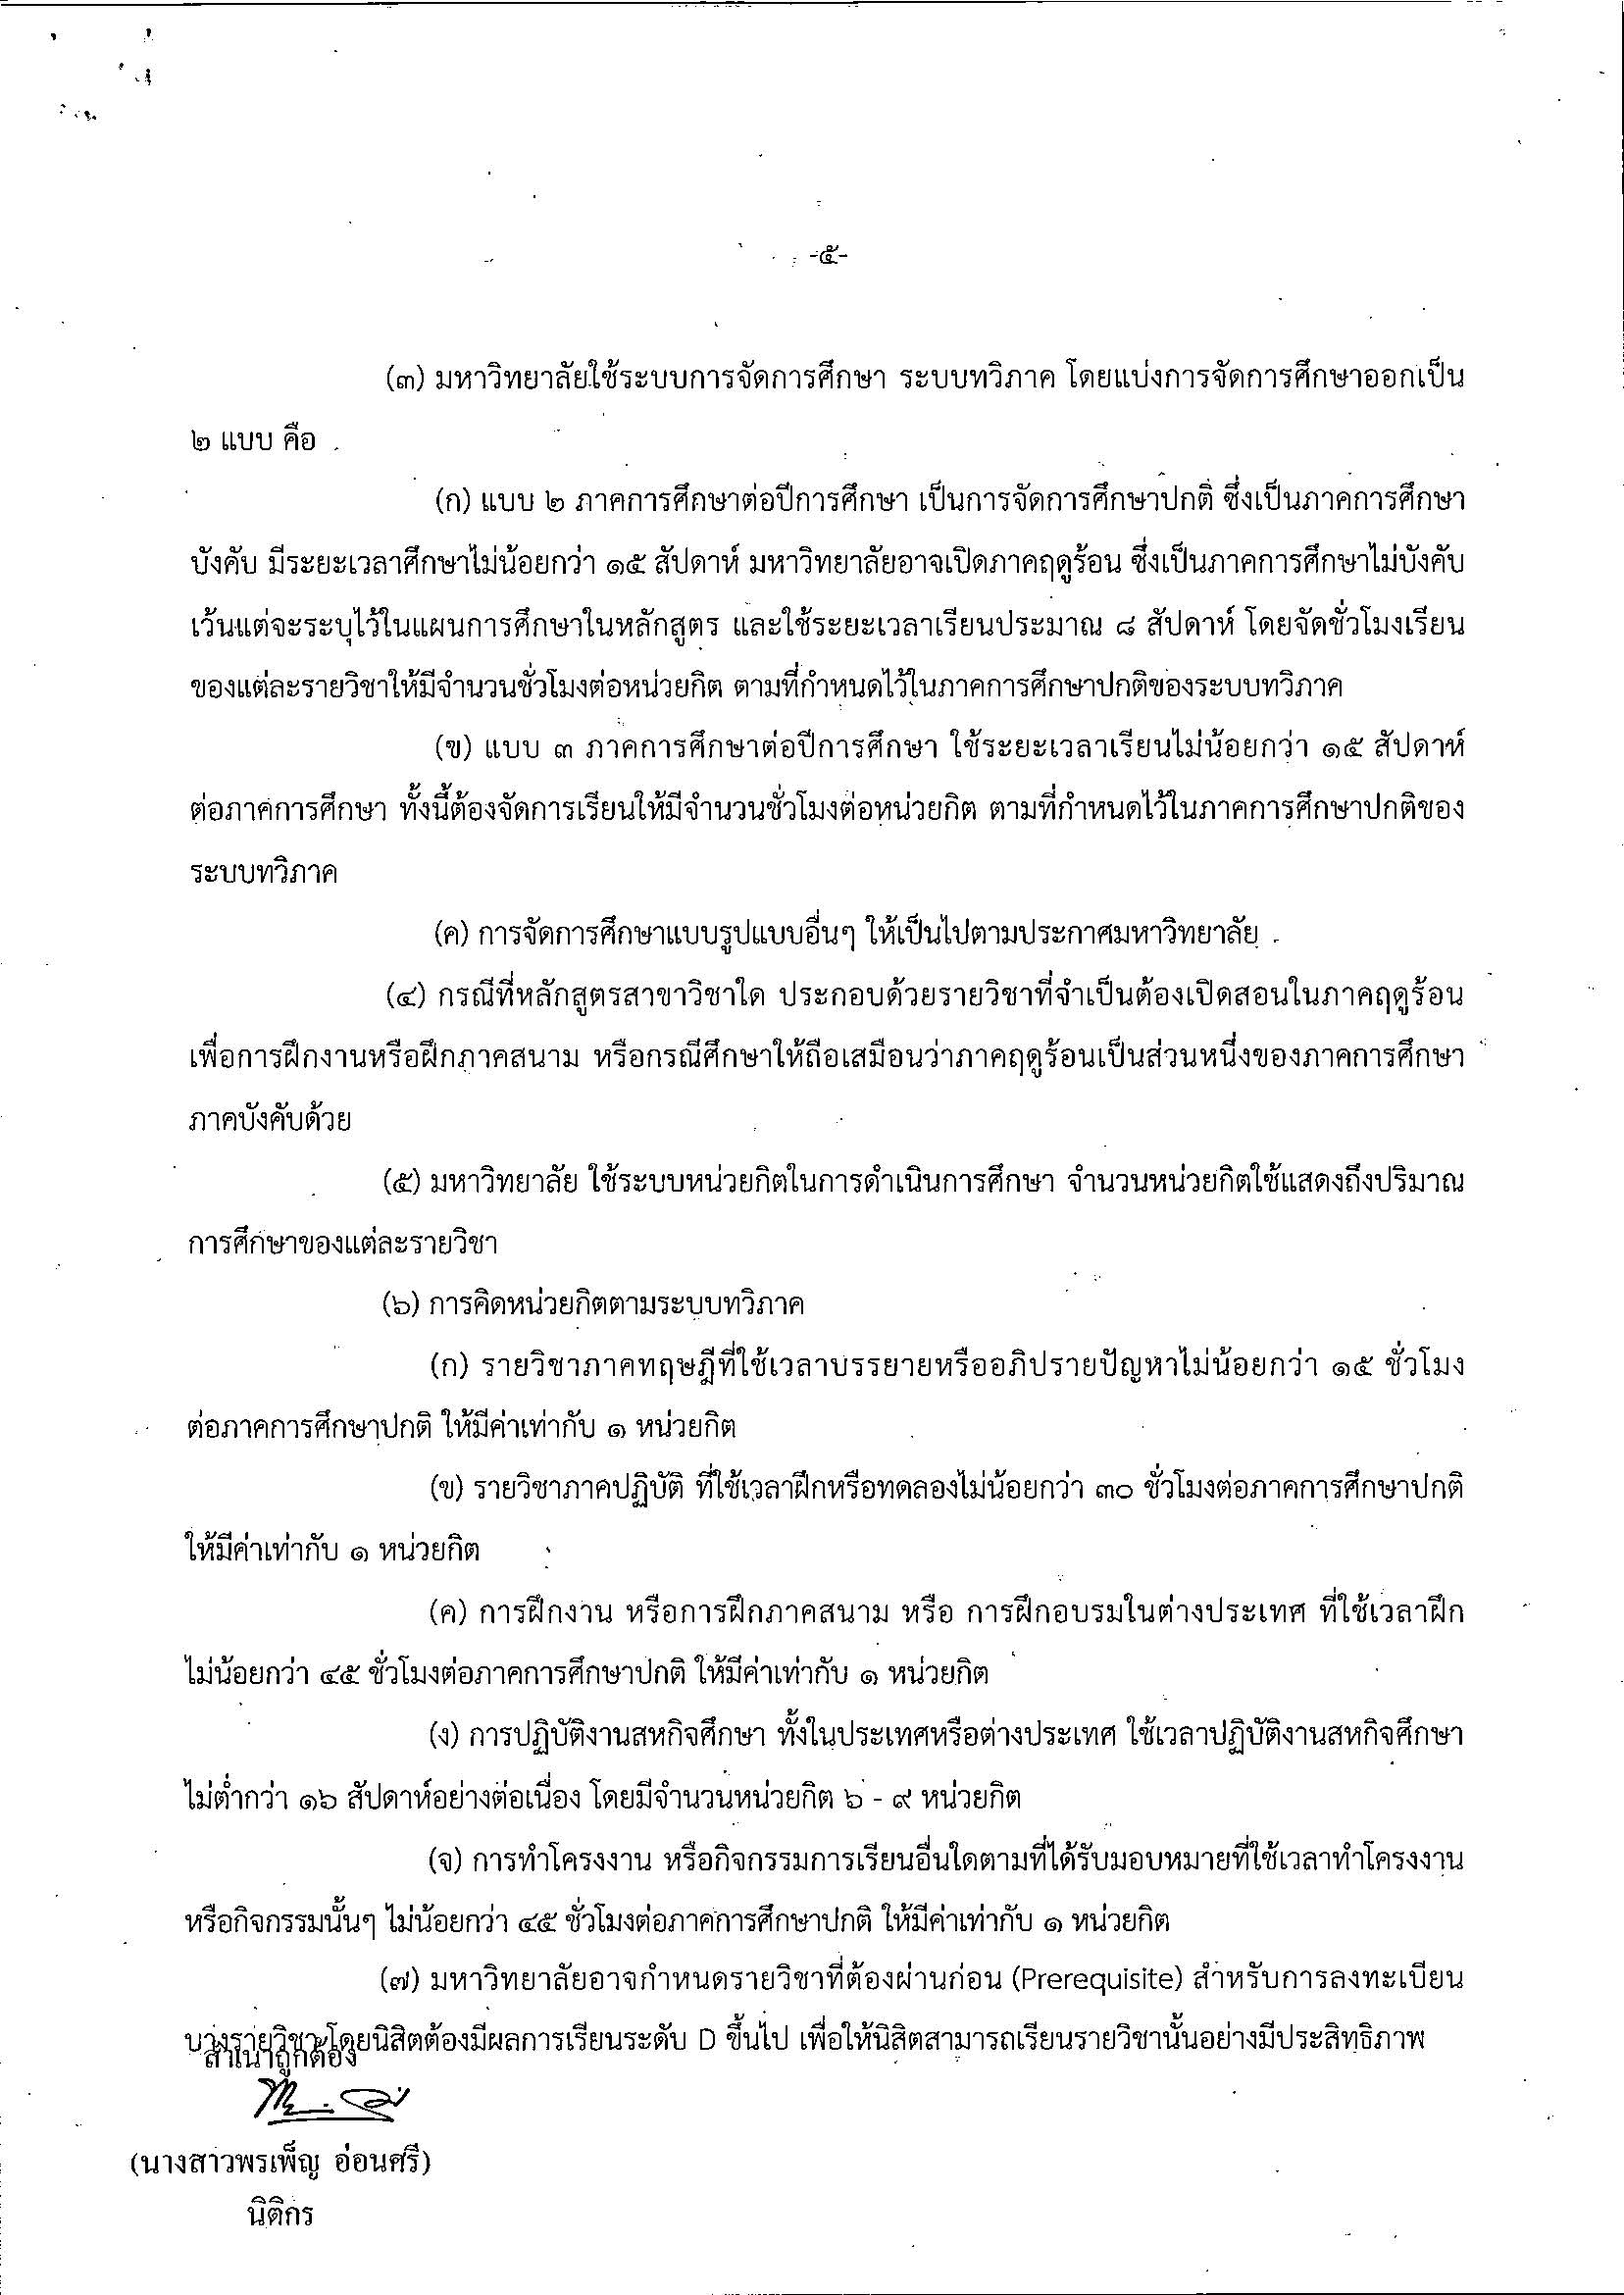 -๕-
(๓) มหาวิทยาลัยใช้ระบบการจัดการศึกษา ระบบทวิภาค โดยแบ่งการจัดการศึกษาออกเป็น
๒ แบบ คือ
(ก) แบบ ๒ ภาคการศึกษาต่อปีการศึกษา เป็นการจัดการศึกษาปกติ ซึ่งเป็นภาคการศึกษา
บังคับ มีระยะเวลาศึกษาไม่น้อยกว่า ๑๕ สัปดาห์ มหาวิทยาลัยอาจเปิดภาคฤดูร้อน ซึ่งเป็นภาคการศึกษาไม่บังคับ
เว้นแต่จะระบุไว้ในแผนการศึกษาในหลักสูตร และใช้ระยะเวลาเรียนประมาณ ๘ สัปดาห์ โดยจัดชั่วโมงเรียน
ของแต่ละรายวิชาให้มีจำนวนชั่วโมงต่อหน่วยกิต ตามที่กำหนดไว้ในภาคการศึกษาปกติของระบบทวิภาค
(ข) แบบ ๓ ภาคการศึกษาต่อปีการศึกษา ใช้ระยะเวลาเรียนไม่น้อยกว่า ๑๕ สัปดาห์
ต่อภาคการศึกษา ทั้งนี้ต้องจัดการเรียนให้มีจำนวนชั่วโมงต่อหน่วยกิต ตามที่กำหนดไว้ในภาคการศึกษาปกติของ
ระบบทวิภาค
(ค) การจัดการศึกษาแบบรูปแบบอื่นๆ ให้เป็นไปตามประกาศมหาวิทยาลัย
(๔) กรณีที่หลักสูตรสาขาวิชาใด ประกอบด้วยรายวิชาที่จำเป็นต้องเปิดสอนในภาคฤดูร้อน
เพื่อการฝึกงานหรือฝึกภาคสนาม หรือกรณีศึกษาให้ถือเสมือนว่าภาคฤดูร้อนเป็นส่วนหนึ่งของภาคการศึกษา
ภาคบังคับด้วย
(๕) มหาวิทยาลัย ใช้ระบบหน่วยกิตในการดำเนินการศึกษา จำนวนหน่วยกิตใช้แสดงถึงปริมาณ
การศึกษาของแต่ละรายวิชา
(๖) การคิดหน่วยกิตตามระบบทวิภาค
(ก) รายวิชาภาคทฤษฎีที่ใช้เวลาบรรยายหรืออภิปรายปัญหาไม่น้อยกว่า ๑๕ ชั่วโมง
ต่อภาคการศึกษาปกติ ให้มีค่าเท่ากับ ๑ หน่วยกิต
(ข) รายวิชาภาคปฏิบัติ ที่ใช้เวลาฝึกหรือทดลองไม่น้อยกว่า ๓๐ ชั่วโมงต่อภาคการศึกษาปกติ
ให้มีค่าเท่ากับ ๑ หน่วยกิต
(ค) การฝึกงาน หรือการฝึกภาคสนาม หรือ การฝึกอบรมในต่างประเทศ ที่ใช้เวลาฝึก
ไม่น้อยกว่า ๔๕ ชั่วโมงต่อภาคการศึกษาปกติ ให้มีค่าเท่ากับ ๑ หน่วยกิต
(ง) การปฏิบัติงานสหกิจศึกษา ทั้งในประเทศหรือต่างประเทศ ใช้เวลาปฏิบัติงานสหกิจศึกษา
ไม่ต่ำกว่า ๑๖ สัปดาห์อย่างต่อเนื่อง โดยมีจำนวนหน่วยกิต ๖ - ๙ หน่วยกิต
(จ) การทำโครงงาน หรือกิจกรรมการเรียนอื่นใดตามที่ได้รับมอบหมายที่ใช้เวลาทำโครงงาน
หรือกิจกรรมนั้นๆ ไม่น้อยกว่า ๔๕ ชั่วโมงต่อภาคการศึกษาปกติ ให้มีค่าเท่ากับ ๑ หน่วยกิต
(๗) มหาวิทยาลัยอาจกำหนดรายวิชาที่ต้องผ่านก่อน (Prerequisite) สำหรับการลงทะเบียน
บางรายวิชา โดยนิสิตต้องมีผลการเรียนระดับ D ขึ้นไป เพื่อให้นิสิตสามารถเรียนรายวิชานั้นอย่างมีประสิทธิภาพ
สำเนาถูกต้อง
(นางสาวพรเพ็ญ อ่อนศรี)
นิติกร